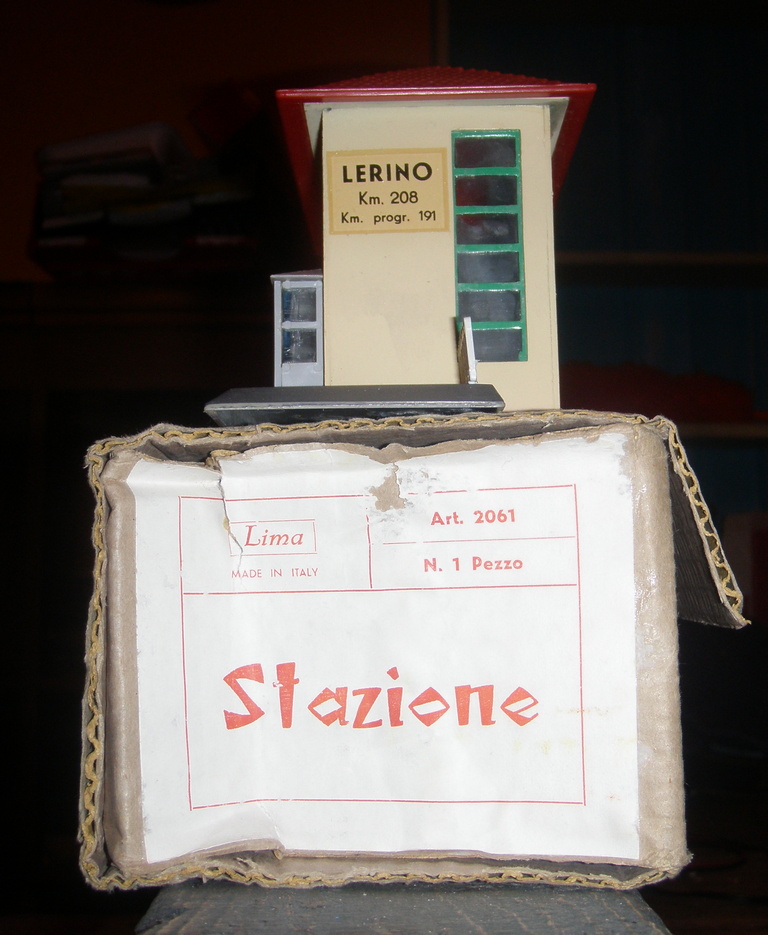 LERINO
Km. 208
Km. progr. 191
Lima
MADE IN ITALY
Art. 2061
N. 1 Pezzo
Stazione